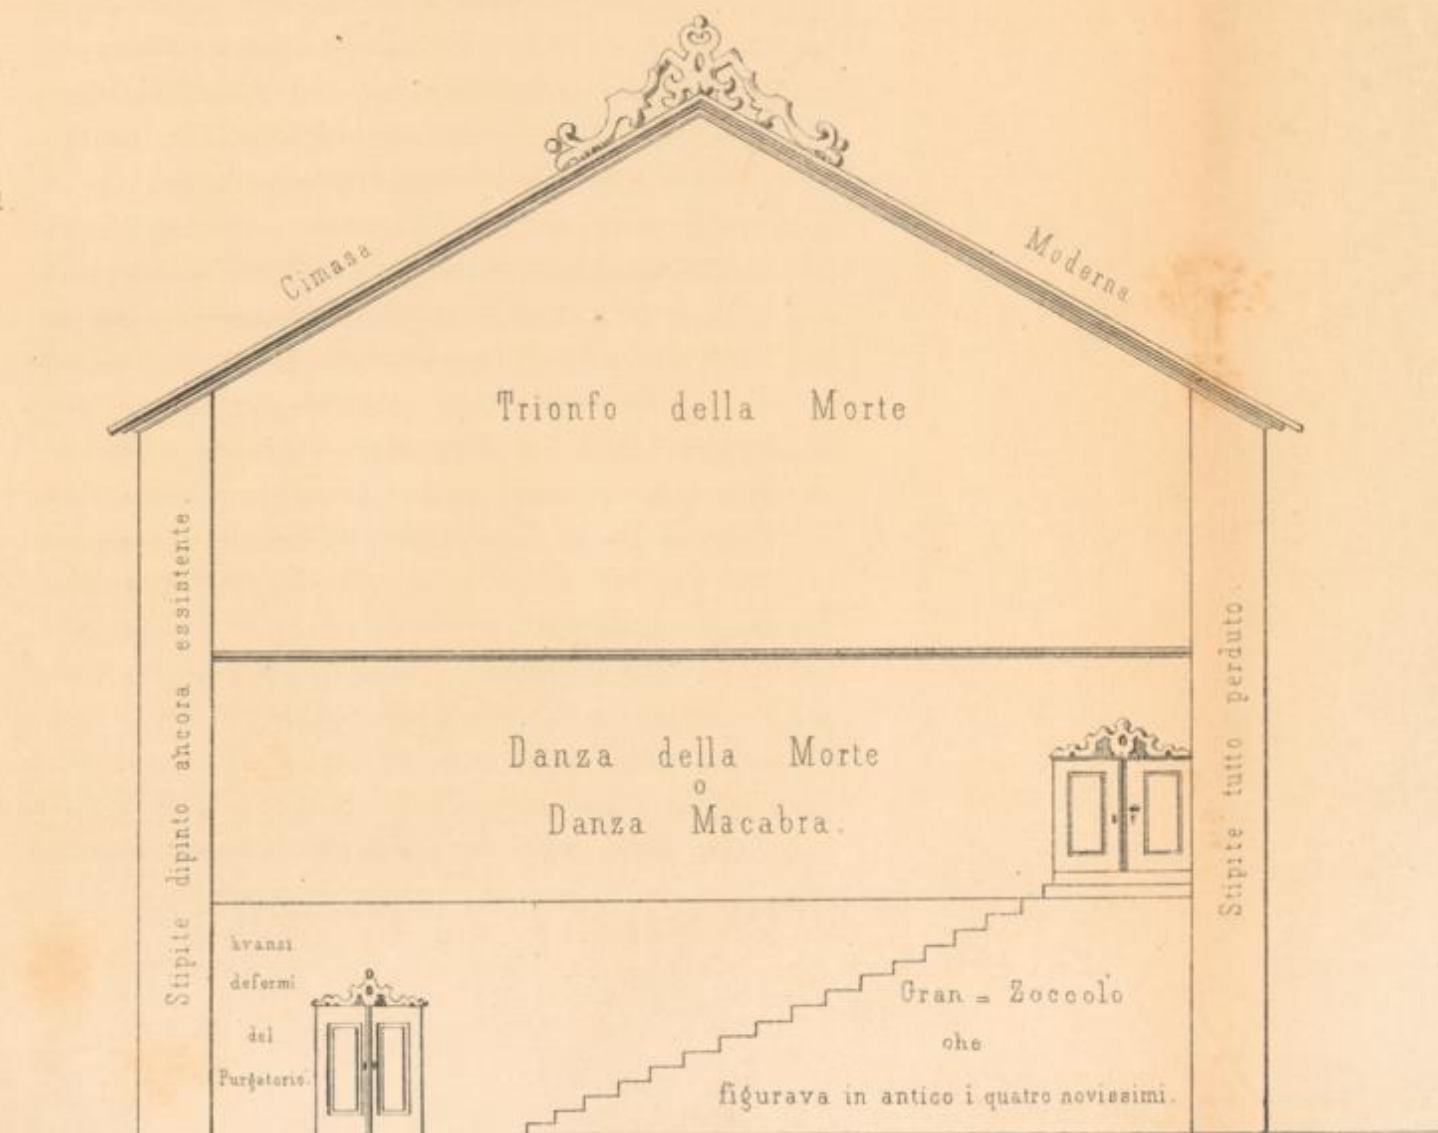 Cimasa
Moderna
Trionfo della Morte
Stipite dipinto ancora essistente.
Stipite tutto perduto.
Danza della Morte
o
Danza Macabra.
Avansi
deformi
del
Purgatorio.
Gran = Zoccolo
che
figurava in antico i quatro novissimi.